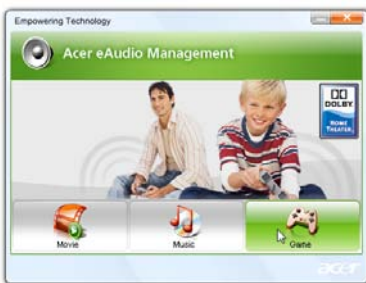 Empowering Technology
Acer eAudio Management
DOLBY
HOME
THEATER
Movie
Music
Game
acer